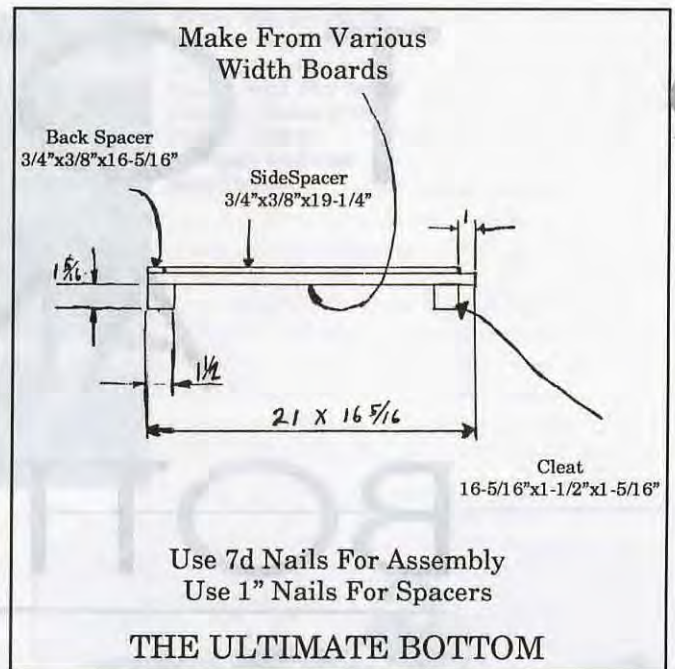 Make From Various
Width Boards
Back Spacer
3/4"x3/8"x16-5/16"
SideSpacer
3/4"x3/8"x19-1/4"
1
1 5/16
1 1/2
21 X 16 5/16
Cleat
16-5/16"x1-1/2"x1-5/16"
Use 7d Nails For Assembly
Use 1" Nails For Spacers
THE ULTIMATE BOTTOM